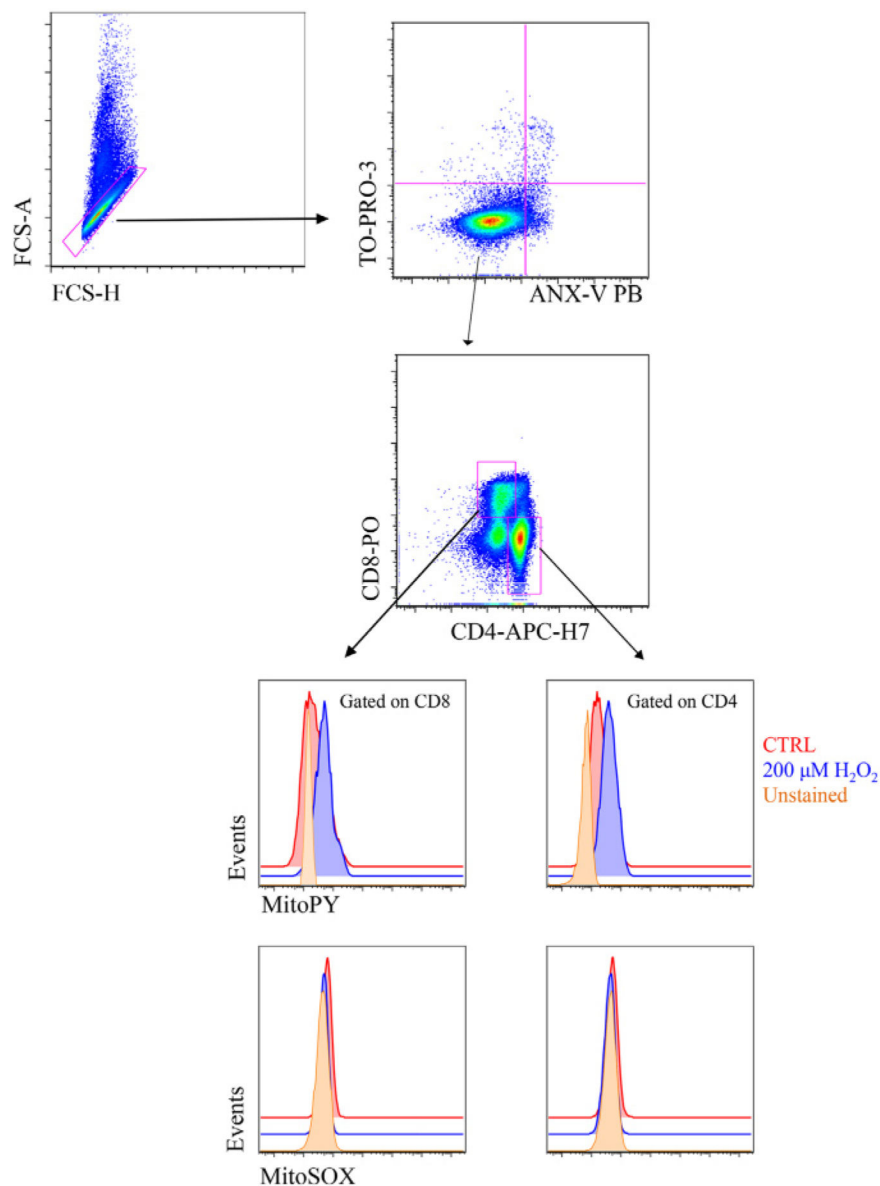 FCS-A
FCS-H
TO-PRO-3
ANX-V PB
CD8-PO
CD4-APC-H7
Gated on CD8
Gated on CD4
CTRL
200 µM H₂O₂
Unstained
Events
MitoPY
Events
MitoSOX